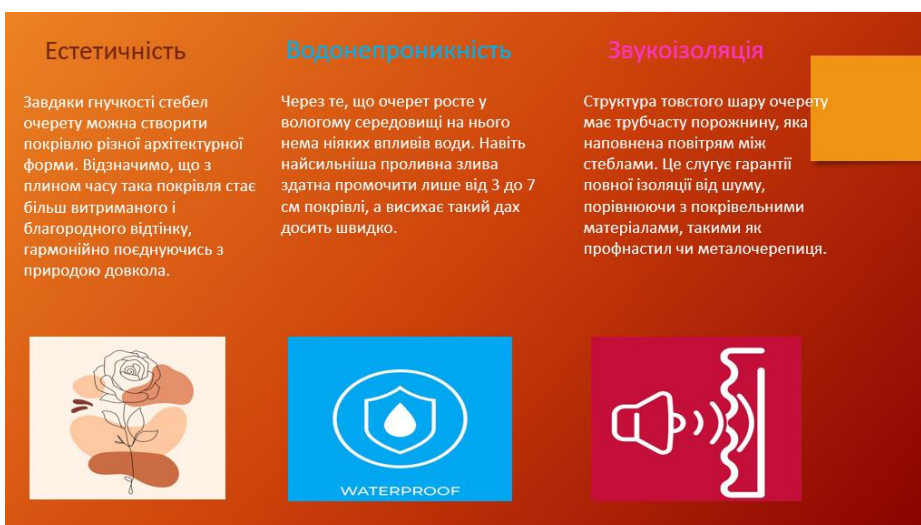 Естетичність
Завдяки гнучкості стебел
очерету можна створити
покрівлю різної архітектурної
форми. Відзначимо, що з
плином часу така покрівля стає
більш витриманого і
благородного відтінку,
гармонійно поєднуючись з
природою довкола.
Водонепроникність
Через те, що очерет росте у
вологому середовищі на нього
нема ніяких впливів води. Навіть
найсильніша проливна злива
здатна промочити лише від 3 до 7
см покрівлі, а висихає такий дах
досить швидко.
Звукоізоляція
Структура товстого шару очерету
має трубчасту порожнину, яка
наповнена повітрям між
стеблами. Це слугує гарантії
повної ізоляції від шуму,
порівнюючи з покрівельними
матеріалами, такими як
профнастил чи металочерепиця.
WATERPROOF